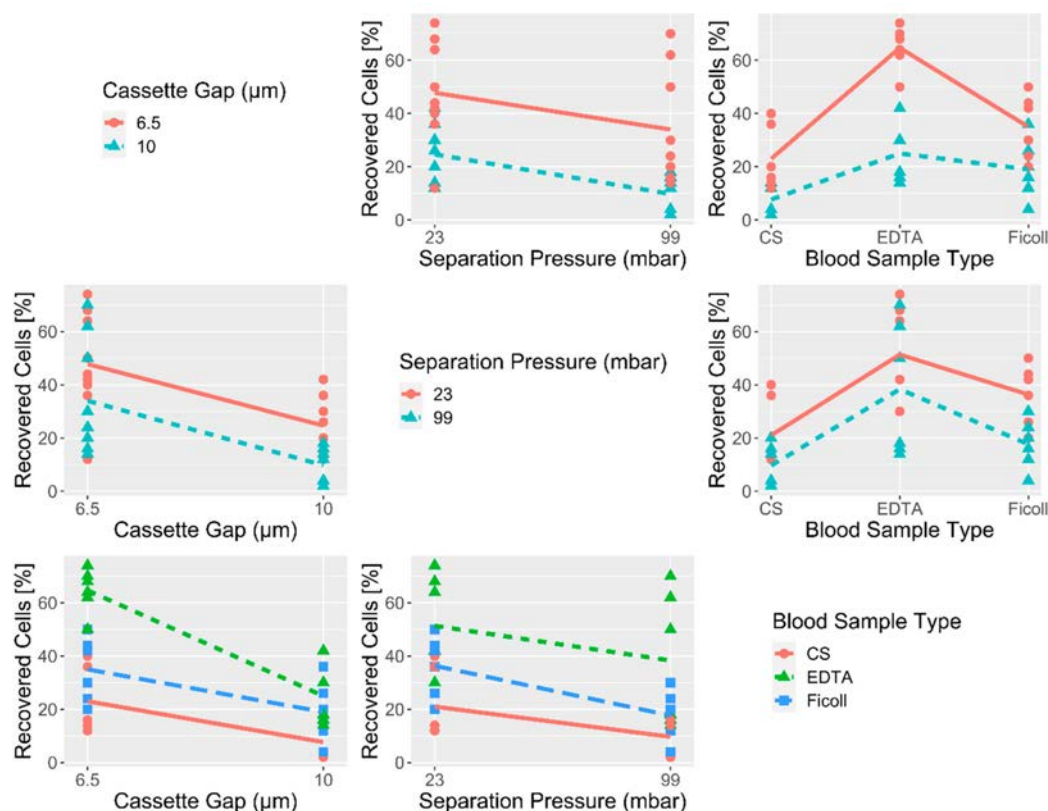 Cassette Gap (µm)
6.5
10
Recovered Cells [%]
60
40
20
0
23
99
Separation Pressure (mbar)
Recovered Cells [%]
60
40
20
0
CS
EDTA
Ficoll
Blood Sample Type
Recovered Cells [%]
60
40
20
0
6.5
10
Cassette Gap (µm)
Separation Pressure (mbar)
23
99
Recovered Cells [%]
60
40
20
0
CS
EDTA
Ficoll
Blood Sample Type
Recovered Cells [%]
60
40
20
0
6.5
10
Cassette Gap (µm)
Recovered Cells [%]
60
40
20
0
23
99
Separation Pressure (mbar)
Blood Sample Type
CS
EDTA
Ficoll